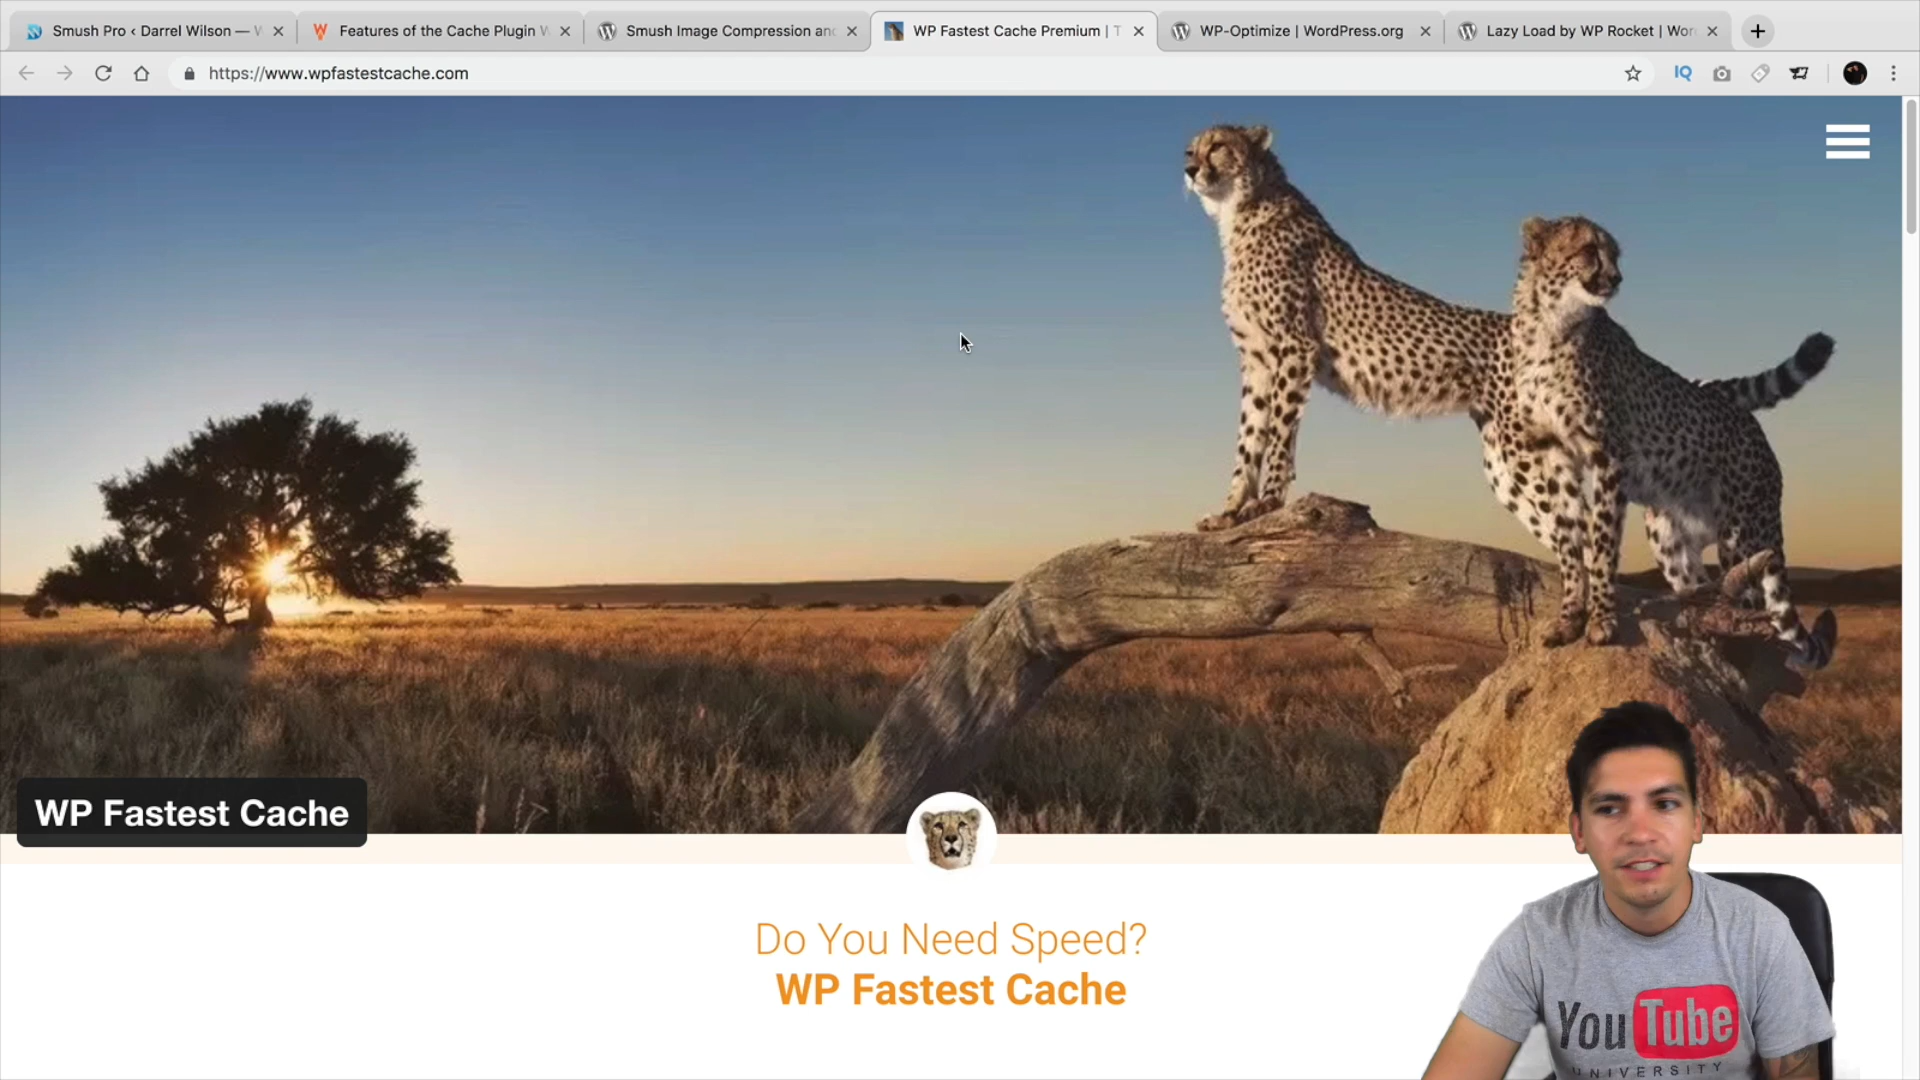 Smush Pro ‹ Darrel Wilson — W
Features of the Cache Plugin W
Smush Image Compression and
WP Fastest Cache Premium | T
WP-Optimize | WordPress.org
Lazy Load by WP Rocket | Wor
https://www.wpfastestcache.com
IQ
WP Fastest Cache
Do You Need Speed?
WP Fastest Cache
YouTube
UNIVERSITY